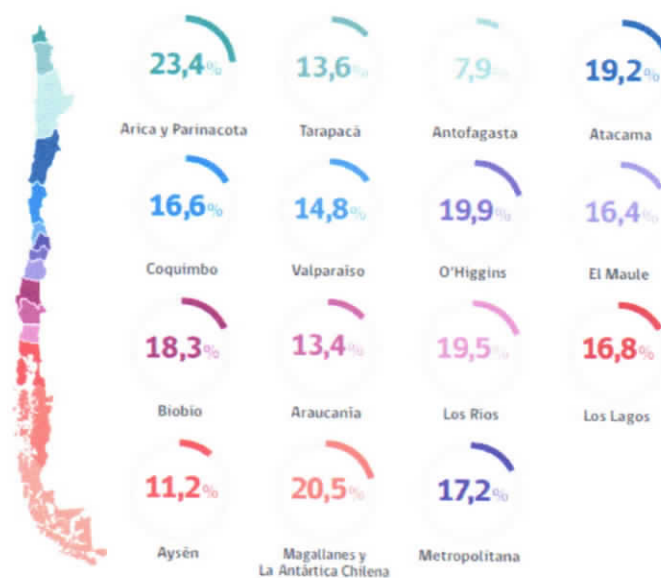 23,4%
Arica y Parinacota
13,6%
Tarapacá
7,9%
Antofagasta
19,2%
Atacama
16,6%
Coquimbo
14,8%
Valparaíso
19,9%
O'Higgins
16,4%
El Maule
18,3%
Biobío
13,4%
Araucanía
19,5%
Los Ríos
16,8%
Los Lagos
11,2%
Aysén
20,5%
Magallanes y
La Antártica Chilena
17,2%
Metropolitana